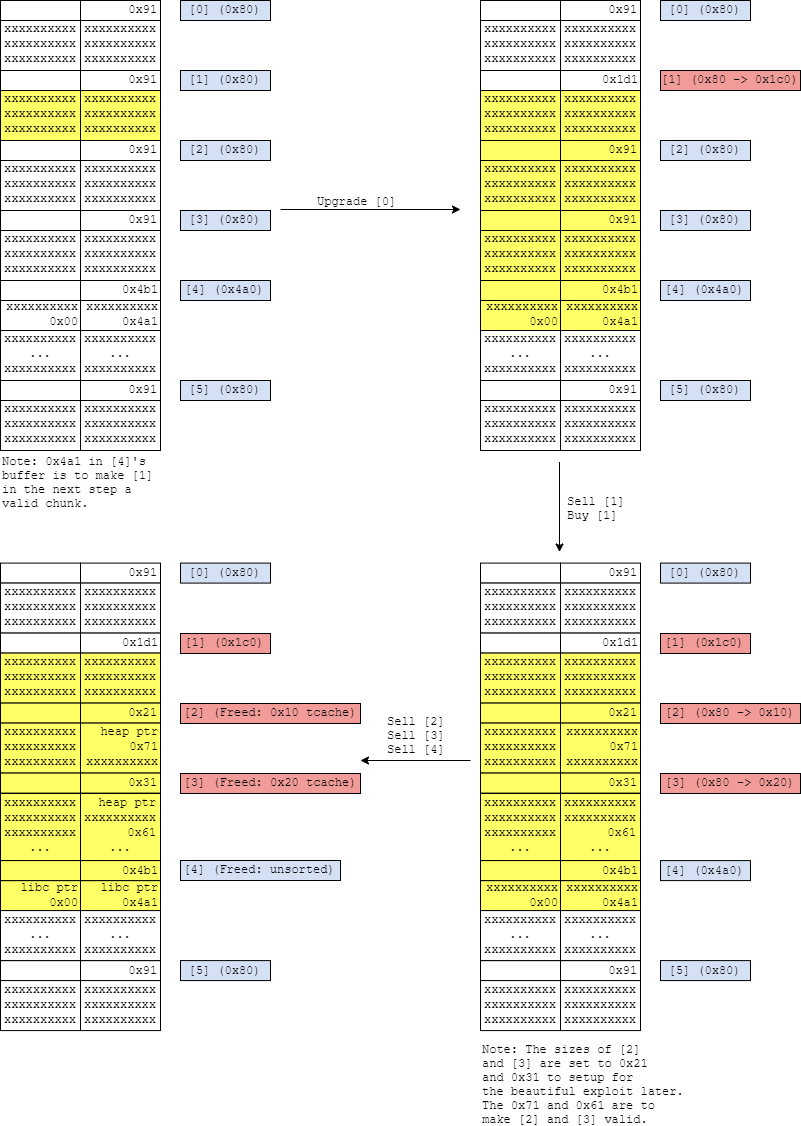 0x91 [0] (0x80)
xxxxxxxxxx xxxxxxxxxx
xxxxxxxxxx xxxxxxxxxx
xxxxxxxxxx xxxxxxxxxx
0x91 [1] (0x80)
xxxxxxxxxx xxxxxxxxxx
xxxxxxxxxx xxxxxxxxxx
xxxxxxxxxx xxxxxxxxxx
0x91 [2] (0x80)
xxxxxxxxxx xxxxxxxxxx
xxxxxxxxxx xxxxxxxxxx
xxxxxxxxxx xxxxxxxxxx
0x91 [3] (0x80)
xxxxxxxxxx xxxxxxxxxx
xxxxxxxxxx xxxxxxxxxx
xxxxxxxxxx xxxxxxxxxx
0x4b1 [4] (0x4a0)
xxxxxxxxxx xxxxxxxxxx
0x00 0x4a1
xxxxxxxxxx xxxxxxxxxx
... ...
xxxxxxxxxx xxxxxxxxxx
0x91 [5] (0x80)
xxxxxxxxxx xxxxxxxxxx
xxxxxxxxxx xxxxxxxxxx
xxxxxxxxxx xxxxxxxxxx
Note: 0x4a1 in [4]'s
buffer is to make [1]
in the next step a
valid chunk.
Upgrade [0]
0x91 [0] (0x80)
xxxxxxxxxx xxxxxxxxxx
xxxxxxxxxx xxxxxxxxxx
xxxxxxxxxx xxxxxxxxxx
0x1d1 [1] (0x80 -> 0x1c0)
xxxxxxxxxx xxxxxxxxxx
xxxxxxxxxx xxxxxxxxxx
xxxxxxxxxx xxxxxxxxxx
0x91 [2] (0x80)
xxxxxxxxxx xxxxxxxxxx
xxxxxxxxxx xxxxxxxxxx
xxxxxxxxxx xxxxxxxxxx
0x91 [3] (0x80)
xxxxxxxxxx xxxxxxxxxx
xxxxxxxxxx xxxxxxxxxx
xxxxxxxxxx xxxxxxxxxx
0x4b1 [4] (0x4a0)
xxxxxxxxxx xxxxxxxxxx
0x00 0x4a1
xxxxxxxxxx xxxxxxxxxx
... ...
xxxxxxxxxx xxxxxxxxxx
0x91 [5] (0x80)
xxxxxxxxxx xxxxxxxxxx
xxxxxxxxxx xxxxxxxxxx
xxxxxxxxxx xxxxxxxxxx
Sell [1]
Buy [1]
0x91 [0] (0x80)
xxxxxxxxxx xxxxxxxxxx
xxxxxxxxxx xxxxxxxxxx
xxxxxxxxxx xxxxxxxxxx
0x1d1 [1] (0x1c0)
xxxxxxxxxx xxxxxxxxxx
xxxxxxxxxx xxxxxxxxxx
xxxxxxxxxx xxxxxxxxxx
0x21 [2] (0x80 -> 0x10)
xxxxxxxxxx xxxxxxxxxx
xxxxxxxxxx 0x71
xxxxxxxxxx xxxxxxxxxx
0x31 [3] (0x80 -> 0x20)
xxxxxxxxxx xxxxxxxxxx
xxxxxxxxxx xxxxxxxxxx
xxxxxxxxxx 0x61
... ...
0x4b1 [4] (0x4a0)
xxxxxxxxxx xxxxxxxxxx
0x00 0x4a1
xxxxxxxxxx xxxxxxxxxx
... ...
xxxxxxxxxx xxxxxxxxxx
0x91 [5] (0x80)
xxxxxxxxxx xxxxxxxxxx
xxxxxxxxxx xxxxxxxxxx
xxxxxxxxxx xxxxxxxxxx
Note: The sizes of [2]
and [3] are set to 0x21
and 0x31 to setup for
the beautiful exploit later.
The 0x71 and 0x61 are to
make [2] and [3] valid.
Sell [2]
Sell [3]
Sell [4]
0x91 [0] (0x80)
xxxxxxxxxx xxxxxxxxxx
xxxxxxxxxx xxxxxxxxxx
xxxxxxxxxx xxxxxxxxxx
0x1d1 [1] (0x1c0)
xxxxxxxxxx xxxxxxxxxx
xxxxxxxxxx xxxxxxxxxx
xxxxxxxxxx xxxxxxxxxx
0x21 [2] (Freed: 0x10 tcache)
xxxxxxxxxx heap ptr
xxxxxxxxxx 0x71
xxxxxxxxxx xxxxxxxxxx
0x31 [3] (Freed: 0x20 tcache)
xxxxxxxxxx heap ptr
xxxxxxxxxx xxxxxxxxxx
xxxxxxxxxx 0x61
... ...
0x4b1 [4] (Freed: unsorted)
libc ptr libc ptr
0x00 0x4a1
xxxxxxxxxx xxxxxxxxxx
... ...
xxxxxxxxxx xxxxxxxxxx
0x91 [5] (0x80)
xxxxxxxxxx xxxxxxxxxx
xxxxxxxxxx xxxxxxxxxx
xxxxxxxxxx xxxxxxxxxx